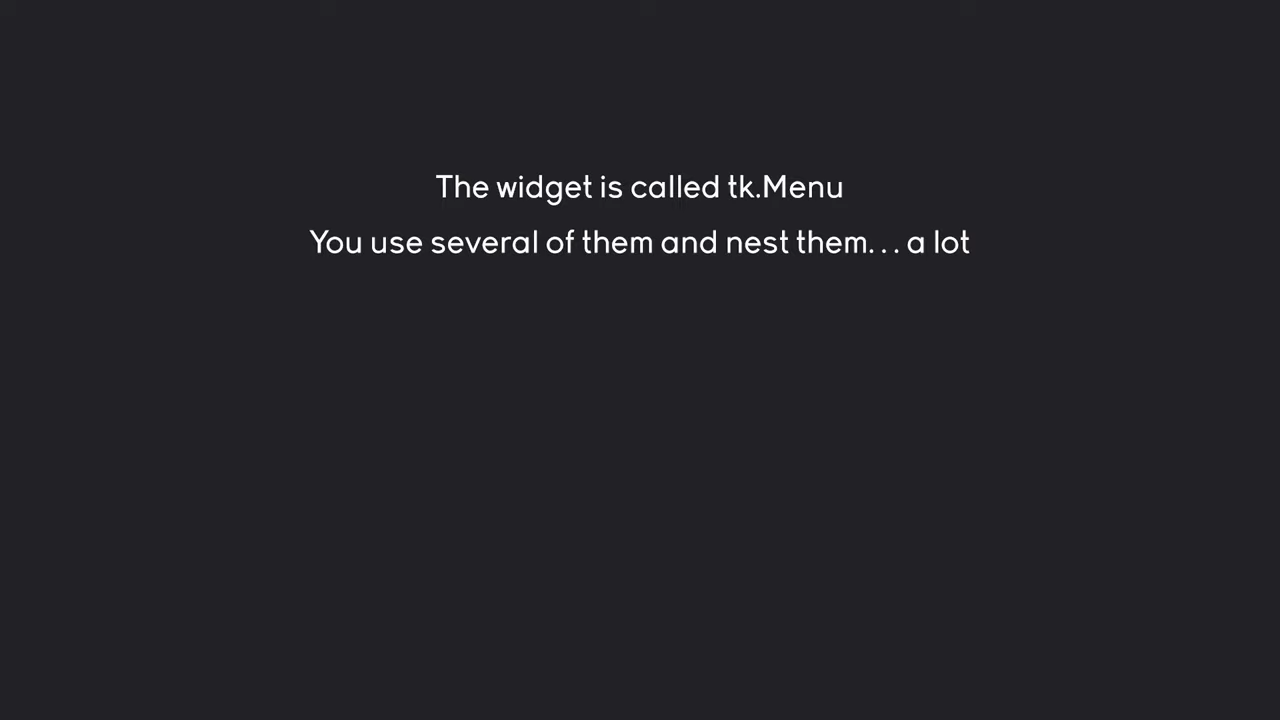 The widget is called tk.Menu
You use several of them and nest them... a lot